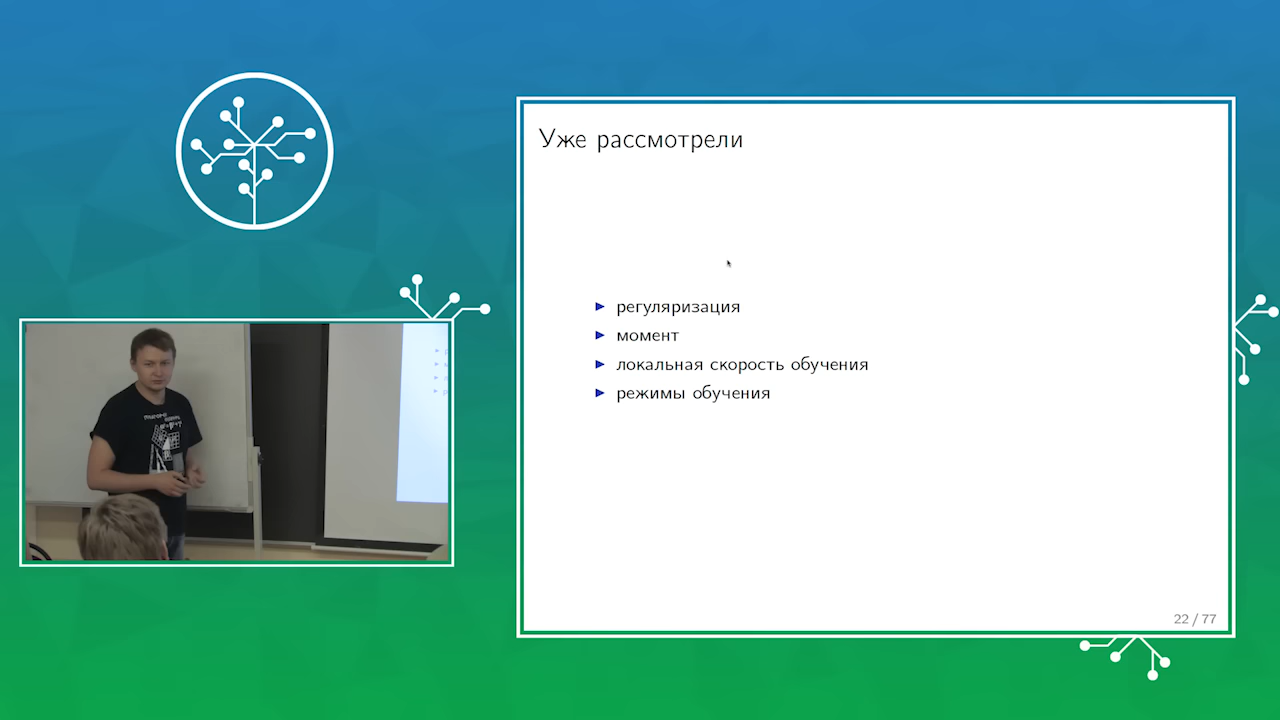 Уже рассмотрели
регуляризация
момент
локальная скорость обучения
режимы обучения
22 / 77